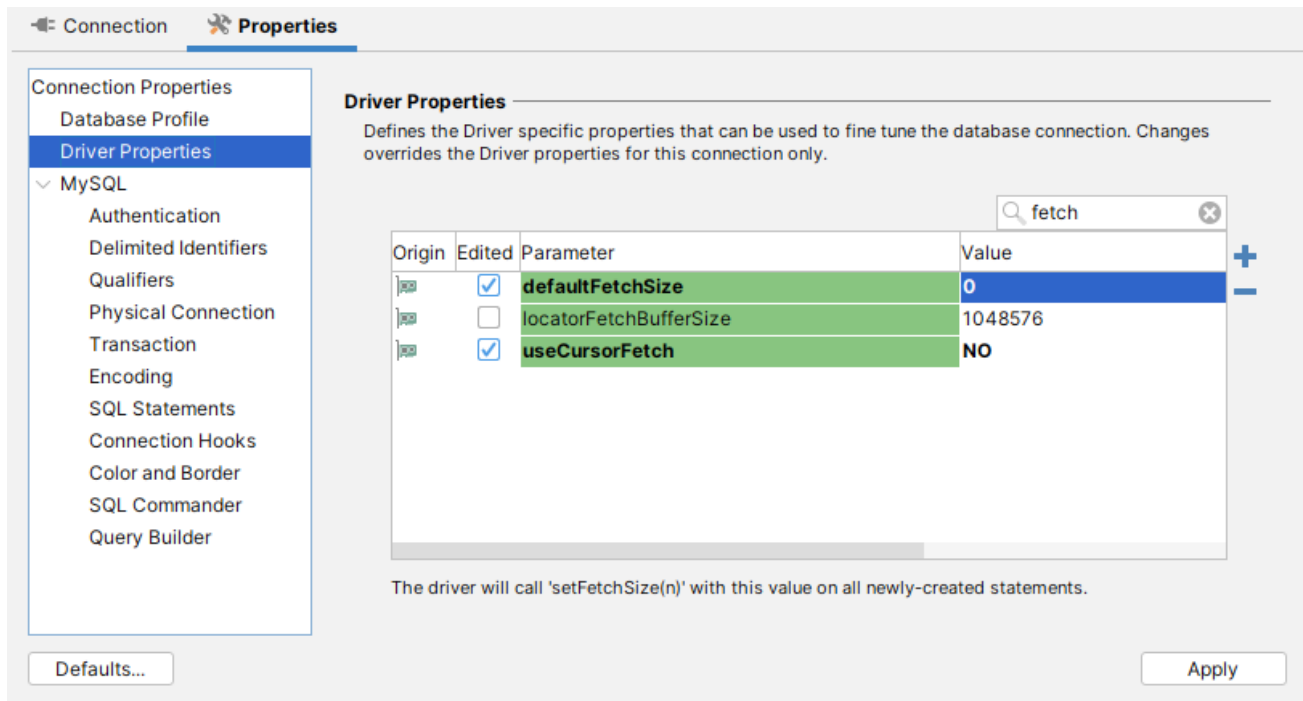 Connection
Properties
Connection Properties
Database Profile
Driver Properties
MySQL
Authentication
Delimited Identifiers
Qualifiers
Physical Connection
Transaction
Encoding
SQL Statements
Connection Hooks
Color and Border
SQL Commander
Query Builder
Defaults...
Driver Properties
Defines the Driver specific properties that can be used to fine tune the database connection. Changes
overrides the Driver properties for this connection only.
fetch
Origin Edited Parameter Value
defaultFetchSize 0
locatorFetchBufferSize 1048576
useCursorFetch NO
The driver will call 'setFetchSize(n)' with this value on all newly-created statements.
Apply